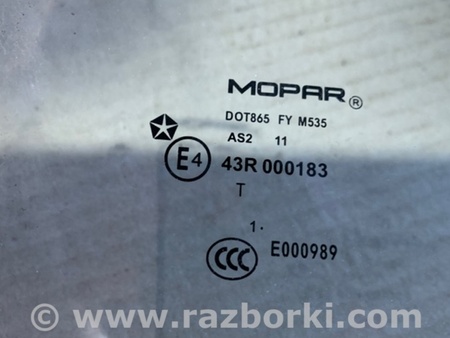 MOPAR®
DOT865 FY M535
AS2 11
E4 43R 000183
T
1.
CCC E000989
© www.razborki.com